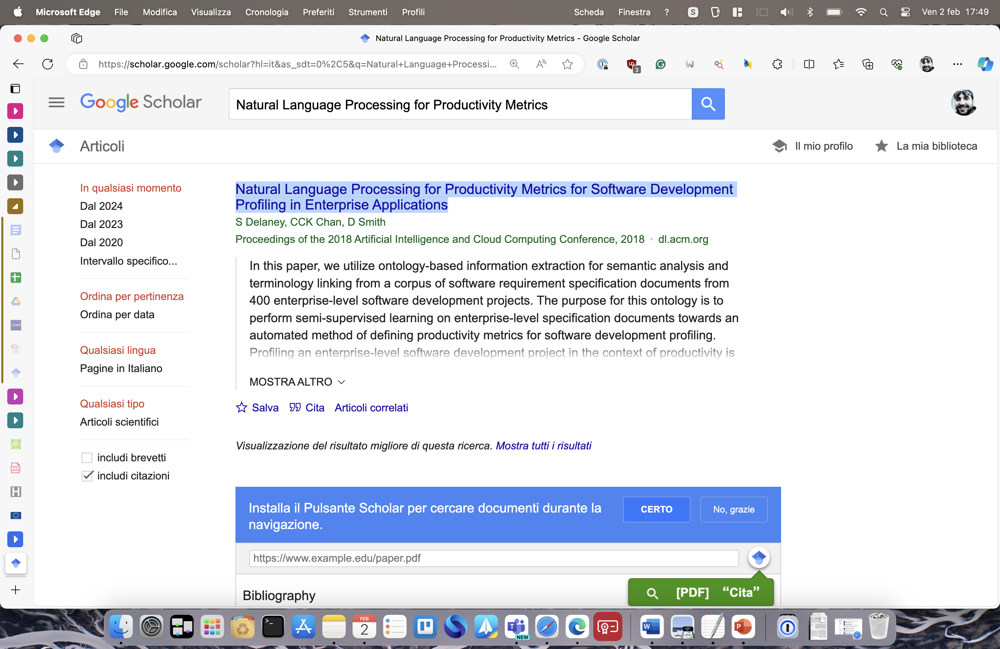 Microsoft Edge File Modifica Visualizza Cronologia Preferiti Strumenti Profili Scheda Finestra ? S Ven 2 feb 17:49
Natural Language Processing for Productivity Metrics - Google Scholar
https://scholar.google.com/scholar?hl=it&as_sdt=0%2C5&q=Natural+Language+Processi...
3
Google Scholar
Natural Language Processing for Productivity Metrics
Articoli
Il mio profilo
La mia biblioteca
In qualsiasi momento
Dal 2024
Dal 2023
Dal 2020
Intervallo specifico...
Ordina per pertinenza
Ordina per data
Qualsiasi lingua
Pagine in Italiano
Qualsiasi tipo
Articoli scientifici
includi brevetti
includi citazioni
Natural Language Processing for Productivity Metrics for Software Development
Profiling in Enterprise Applications
S Delaney, CCK Chan, D Smith
Proceedings of the 2018 Artificial Intelligence and Cloud Computing Conference, 2018 • dl.acm.org
In this paper, we utilize ontology-based information extraction for semantic analysis and
terminology linking from a corpus of software requirement specification documents from
400 enterprise-level software development projects. The purpose for this ontology is to
perform semi-supervised learning on enterprise-level specification documents towards an
automated method of defining productivity metrics for software development profiling.
Profiling an enterprise-level software development project in the context of productivity is
MOSTRA ALTRO
Salva Cita Articoli correlati
Visualizzazione del risultato migliore di questa ricerca. Mostra tutti i risultati
Installa il Pulsante Scholar per cercare documenti durante la
navigazione.
CERTO
No, grazie
https://www.example.edu/paper.pdf
Bibliography
[PDF] “Cita”
.CONF
PDF
FEB
2
NEW